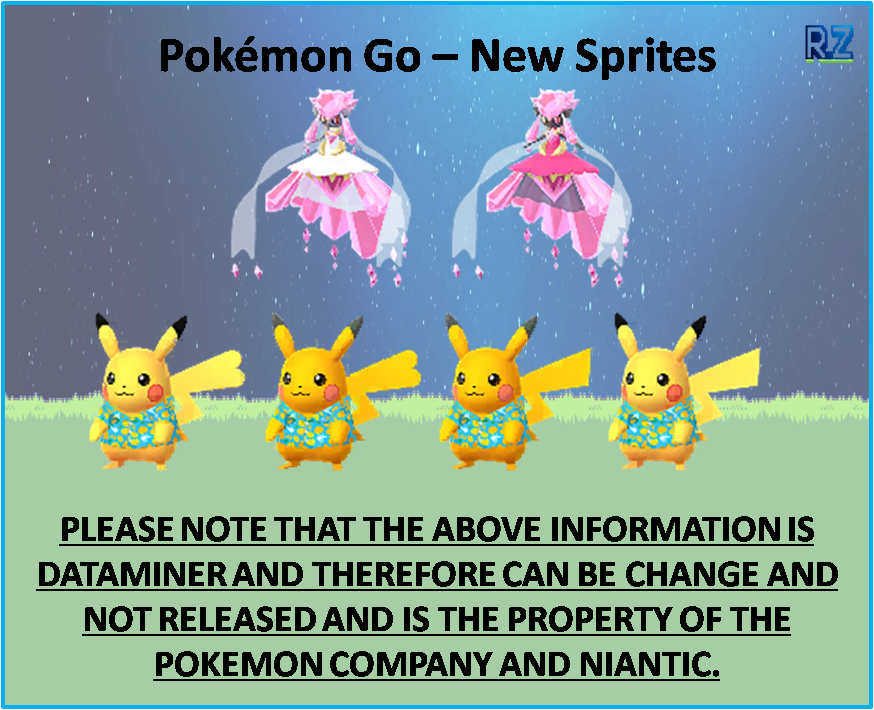 RZ
Pokémon Go – New Sprites
PLEASE NOTE THAT THE ABOVE INFORMATION IS
DATAMINER AND THEREFORE CAN BE CHANGE AND
NOT RELEASED AND IS THE PROPERTY OF THE
POKEMON COMPANY AND NIANTIC.